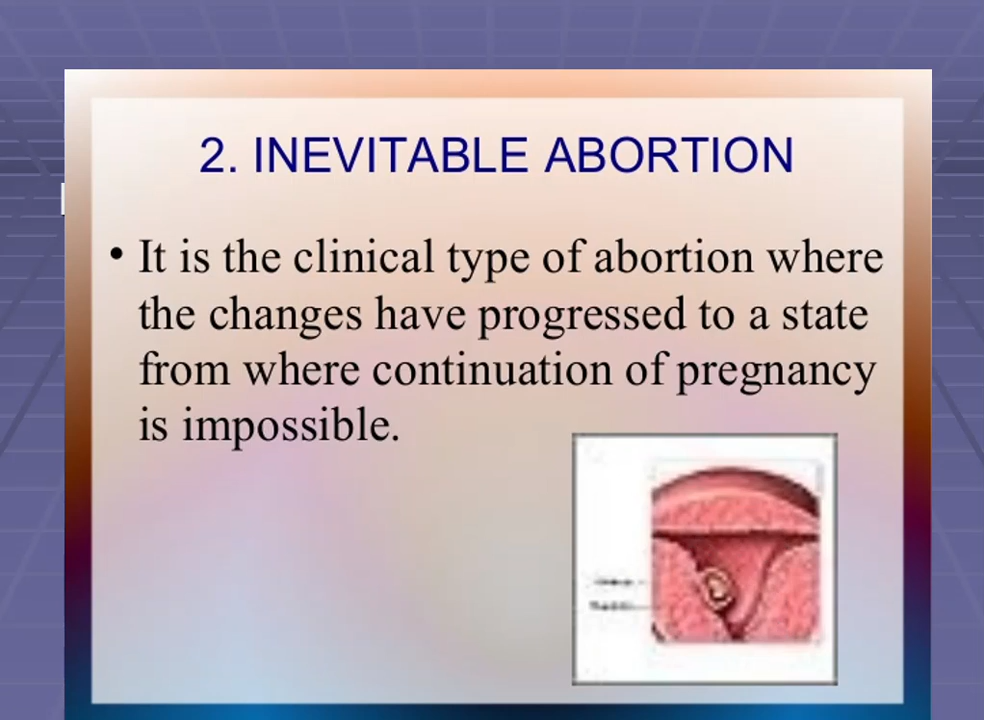 2. INEVITABLE ABORTION
• It is the clinical type of abortion where
the changes have progressed to a state
from where continuation of pregnancy
is impossible.